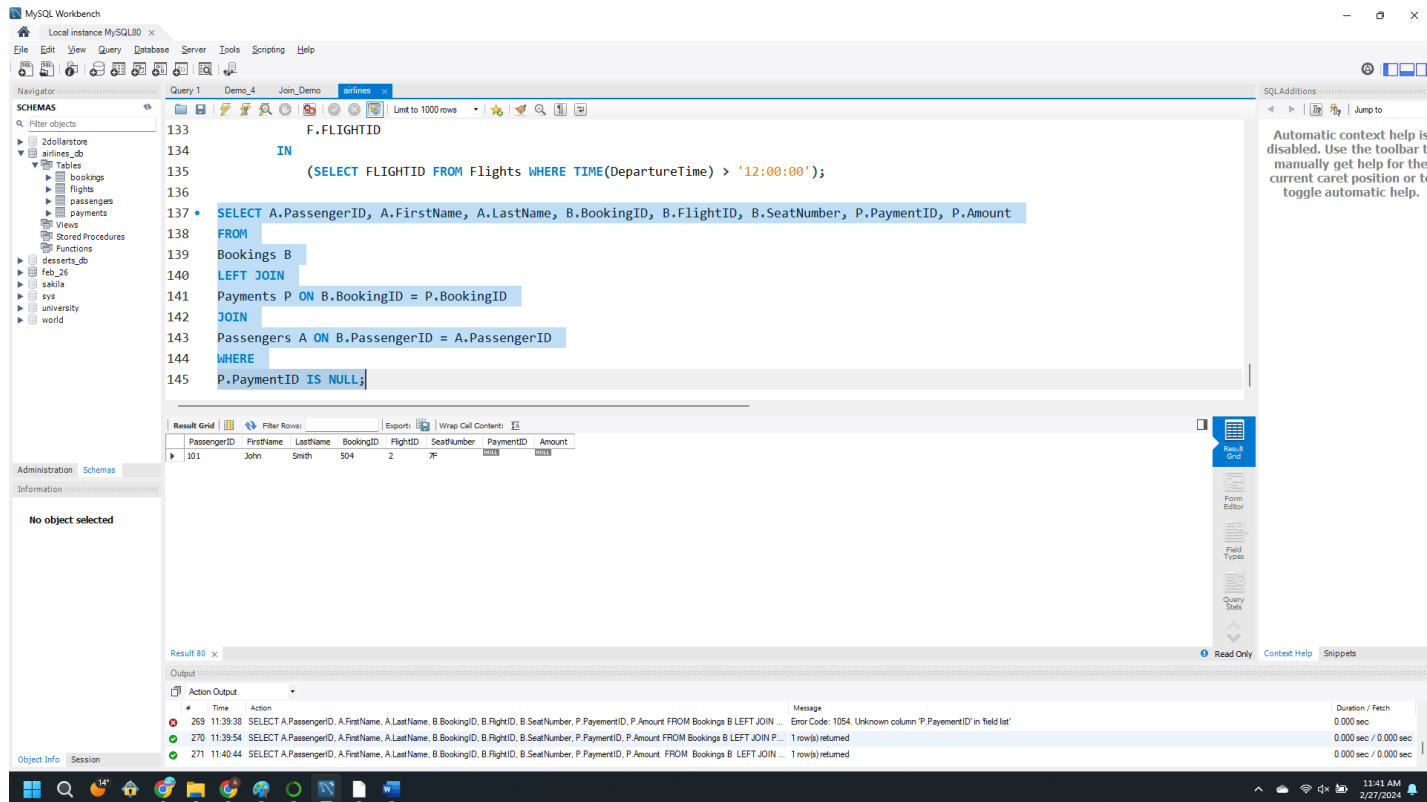 MySQL Workbench
Local instance MySQL80
File Edit View Query Database Server Tools Scripting Help
Navigator
SCHEMAS
Filter objects
2dollarstore
airlines_db
Tables
bookings
flights
passengers
payments
Views
Stored Procedures
Functions
desserts_db
feb_26
sakila
sys
university
world
Administration Schemas
Information
No object selected
Object Info Session
Query 1 Demo_4 Join_Demo airlines
Limit to 1000 rows
133 F.FLIGHTID
134 IN
135 (SELECT FLIGHTID FROM Flights WHERE TIME(DepartureTime) > '12:00:00');
136
137 SELECT A.PassengerID, A.FirstName, A.LastName, B.BookingID, B.FlightID, B.SeatNumber, P.PaymentID, P.Amount
138 FROM
139 Bookings B
140 LEFT JOIN
141 Payments P ON B.BookingID = P.BookingID
142 JOIN
143 Passengers A ON B.PassengerID = A.PassengerID
144 WHERE
145 P.PaymentID IS NULL;
Result Grid Filter Rows: Export: Wrap Cell Content:
PassengerID FirstName LastName BookingID FlightID SeatNumber PaymentID Amount
101 John Smith 504 2 7F NULL NULL
Result Grid
Form Editor
Field Types
Query Stats
Result 80
Read Only
Output
Action Output
# Time Action Message Duration / Fetch
269 11:39:38 SELECT A.PassengerID, A.FirstName, A.LastName, B.BookingID, B.FlightID, B.SeatNumber, P.PayementID, P.Amount FROM Bookings B LEFT JOIN ... Error Code: 1054. Unknown column 'P.PayementID' in 'field list' 0.000 sec
270 11:39:54 SELECT A.PassengerID, A.FirstName, A.LastName, B.BookingID, B.FlightID, B.SeatNumber, P.PaymentID, P.Amount FROM Bookings B LEFT JOIN P... 1 row(s) returned 0.000 sec / 0.000 sec
271 11:40:44 SELECT A.PassengerID, A.FirstName, A.LastName, B.BookingID, B.FlightID, B.SeatNumber, P.PaymentID, P.Amount FROM Bookings B LEFT JOIN ... 1 row(s) returned 0.000 sec / 0.000 sec
SQLAdditions
Jump to
Automatic context help is
disabled. Use the toolbar t
manually get help for the
current caret position or to
toggle automatic help.
Context Help Snippets
14°
11:41 AM
2/27/2024